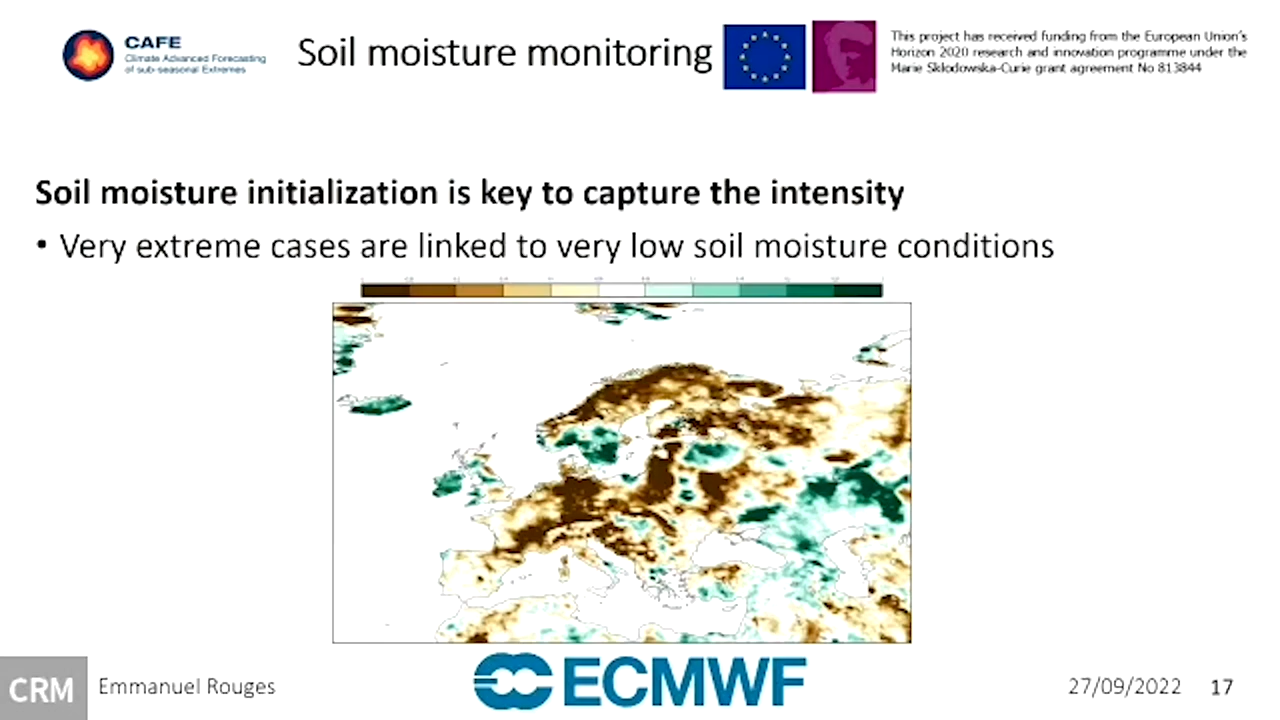 CAFE
Climate Advanced Forecasting
of sub-seasonal Extremes
Soil moisture monitoring
This project has received funding from the European Union's
Horizon 2020 research and innovation programme under the
Marie Skłodowska-Curie grant agreement No 813844
Soil moisture initialization is key to capture the intensity
• Very extreme cases are linked to very low soil moisture conditions
CRM
Emmanuel Rouges
ECMWF
27/09/2022
17